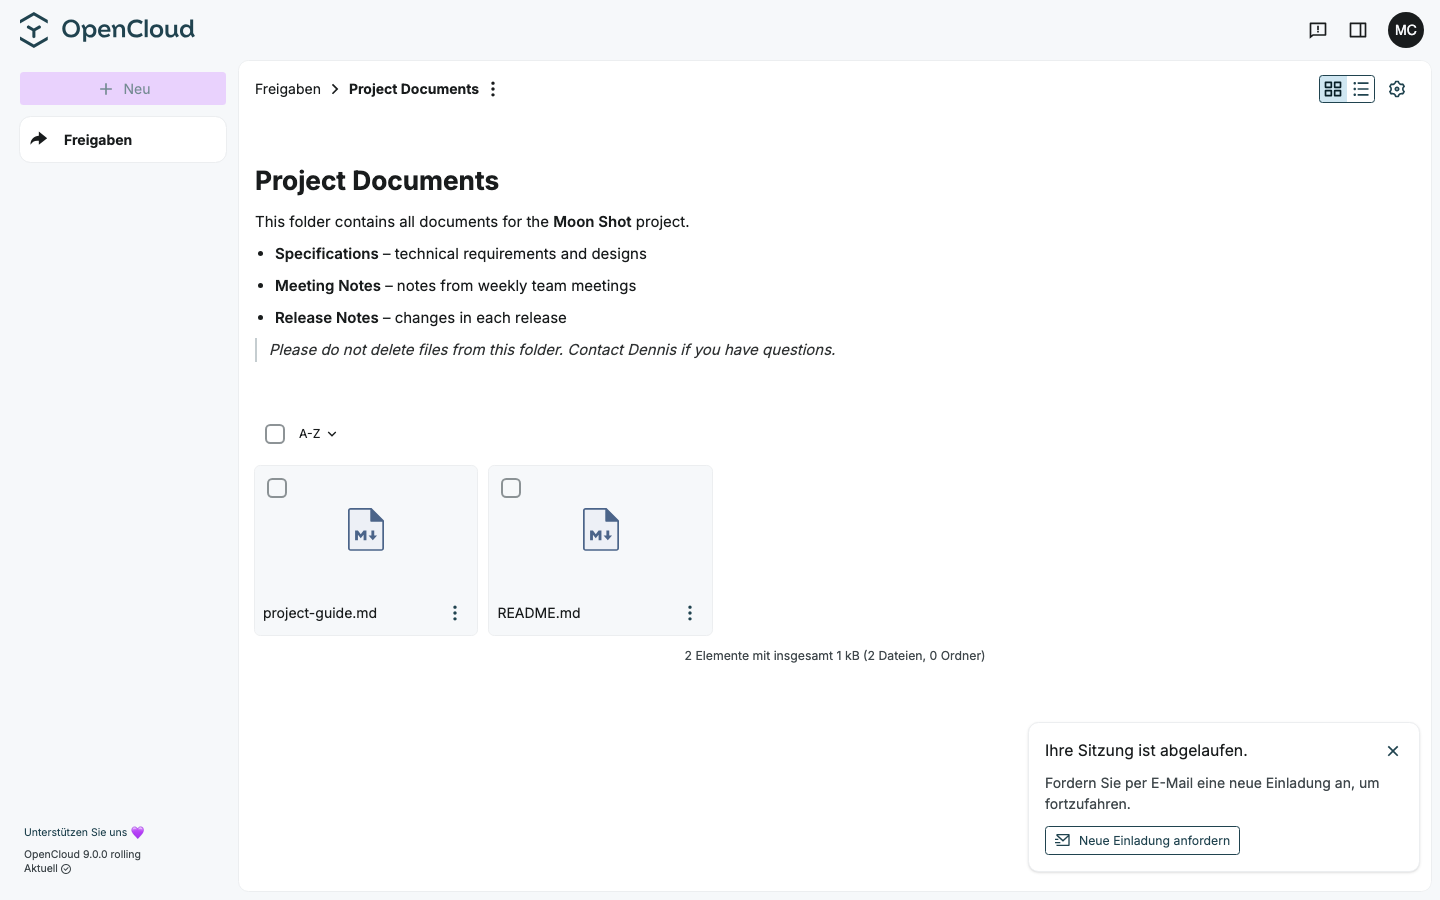 OpenCloud
MC
Neu
Freigaben
Freigaben > Project Documents
Project Documents
This folder contains all documents for the Moon Shot project.
• Specifications – technical requirements and designs
• Meeting Notes – notes from weekly team meetings
• Release Notes – changes in each release
Please do not delete files from this folder. Contact Dennis if you have questions.
A-Z
M
M
project-guide.md
README.md
2 Elemente mit insgesamt 1 kB (2 Dateien, 0 Ordner)
Ihre Sitzung ist abgelaufen.
Fordern Sie per E-Mail eine neue Einladung an, um
fortzufahren.
Neue Einladung anfordern
Unterstützen Sie uns 💜
OpenCloud 9.0.0 rolling
Aktuell